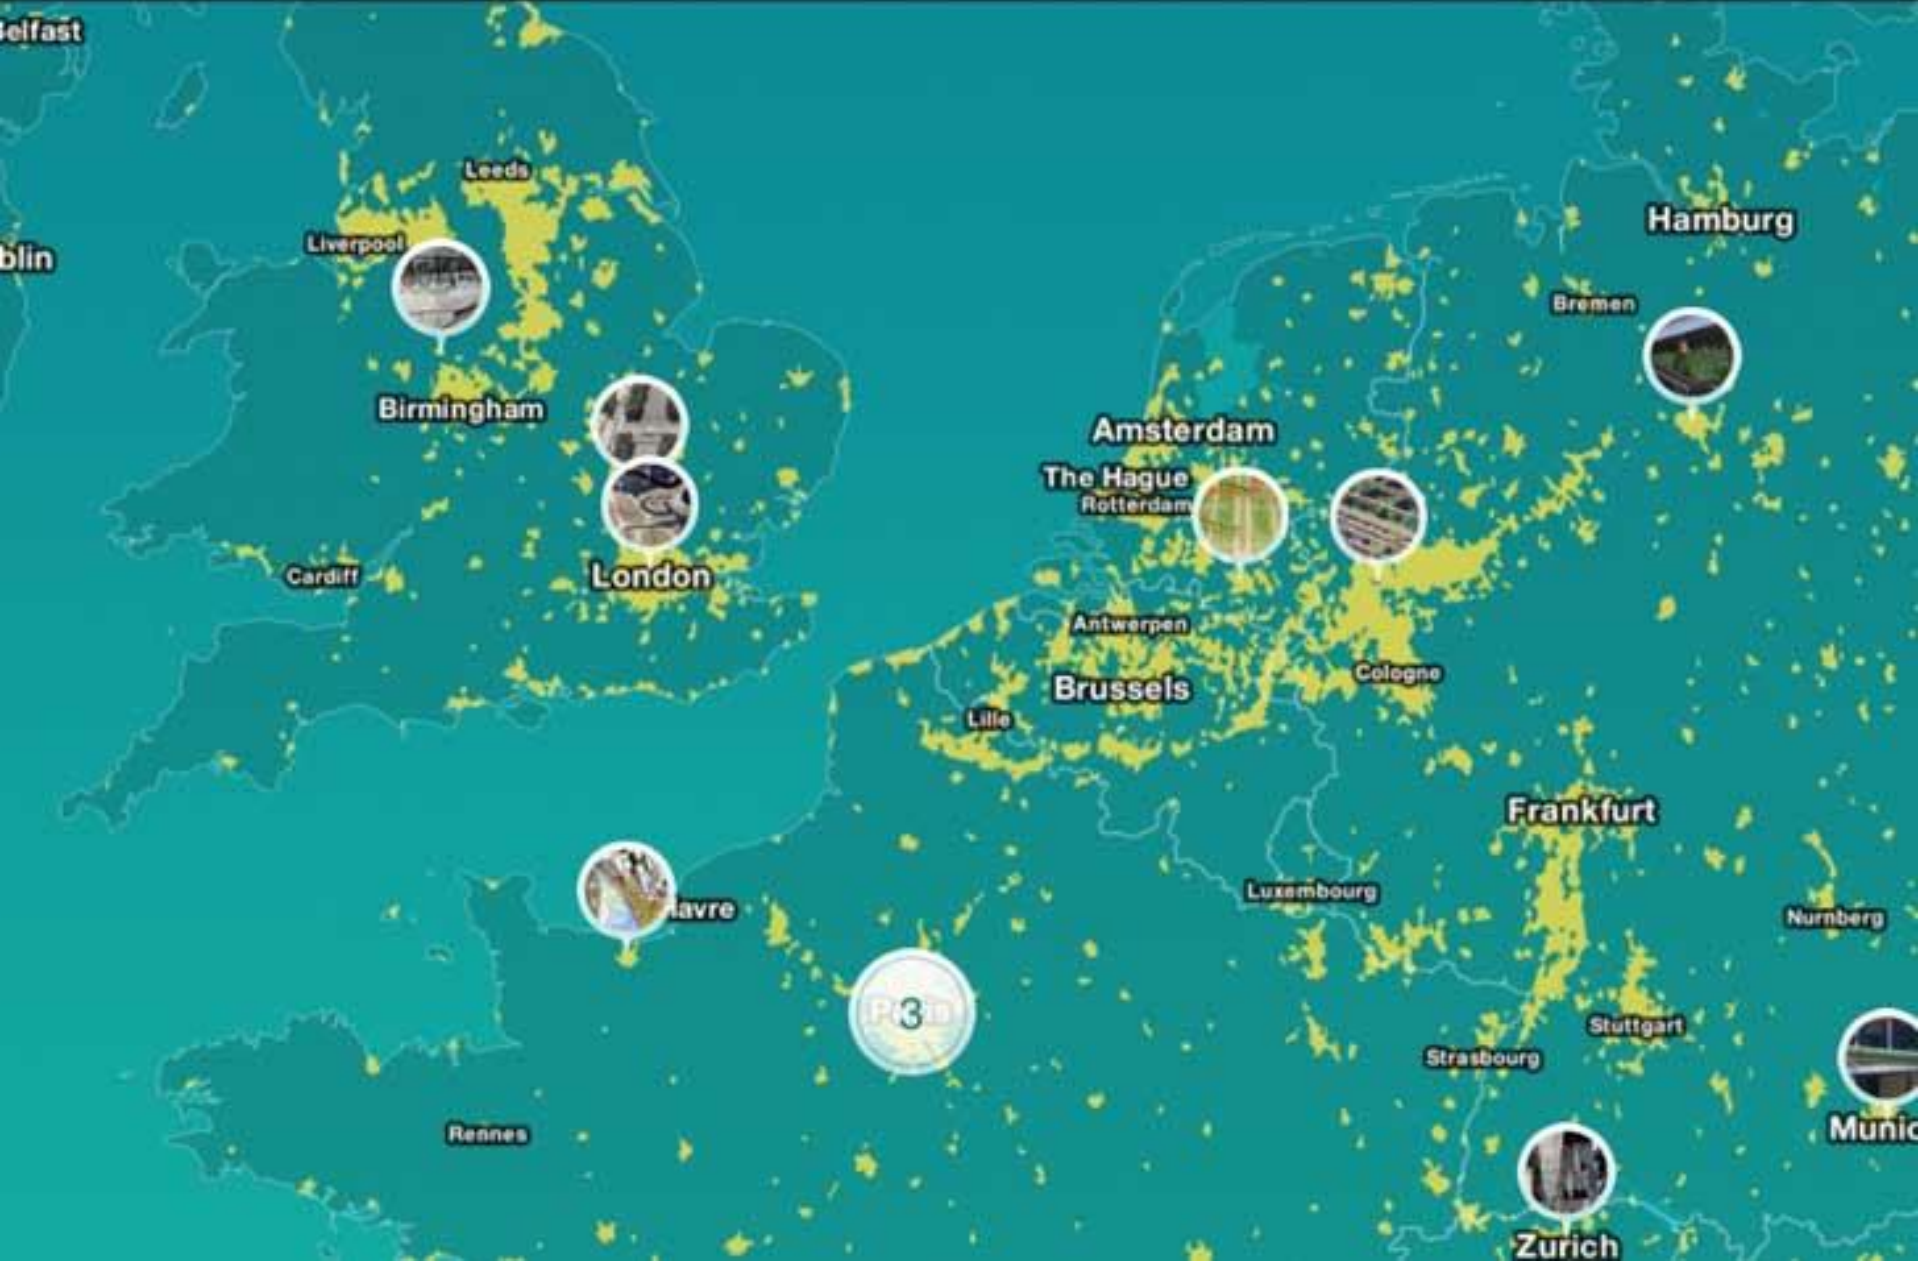 elfast
Leeds
Hamburg
Liverpool
blin
Bremen
Birmingham
Amsterdam
The Hague
Rotterdam
Cardiff
London
Antwerpen
Cologne
Brussels
Lille
Frankfurt
Luxembourg
avre
Nurnberg
3
Stuttgart
Strasbourg
Munic
Rennes
Zurich